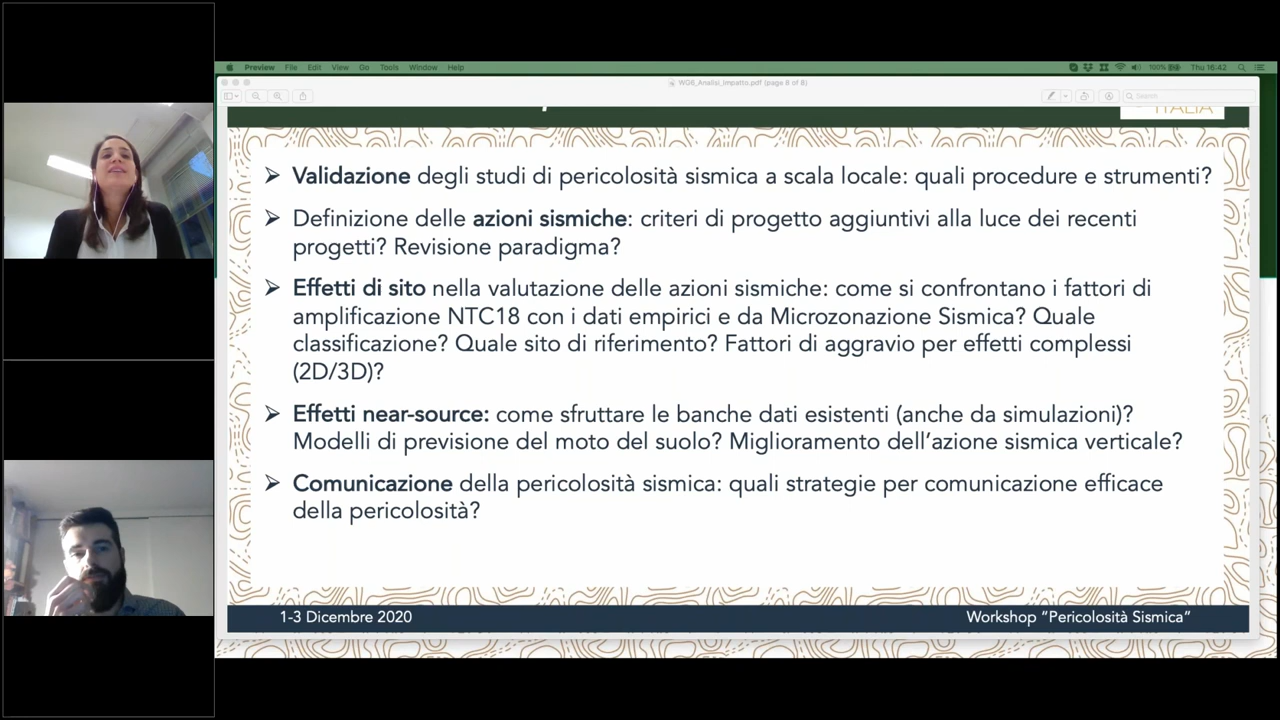 Preview File Edit View Go Tools Window Help
100% Thu 16:42
WG6_Analisi_Impatto.pdf (page 8 of 8)
Search
ITALIA
➢ Validazione degli studi di pericolosità sismica a scala locale: quali procedure e strumenti?
➢ Definizione delle azioni sismiche: criteri di progetto aggiuntivi alla luce dei recenti
progetti? Revisione paradigma?
➢ Effetti di sito nella valutazione delle azioni sismiche: come si confrontano i fattori di
amplificazione NTC18 con i dati empirici e da Microzonazione Sismica? Quale
classificazione? Quale sito di riferimento? Fattori di aggravio per effetti complessi
(2D/3D)?
➢ Effetti near-source: come sfruttare le banche dati esistenti (anche da simulazioni)?
Modelli di previsione del moto del suolo? Miglioramento dell’azione sismica verticale?
➢ Comunicazione della pericolosità sismica: quali strategie per comunicazione efficace
della pericolosità?
1-3 Dicembre 2020
Workshop “Pericolosità Sismica”